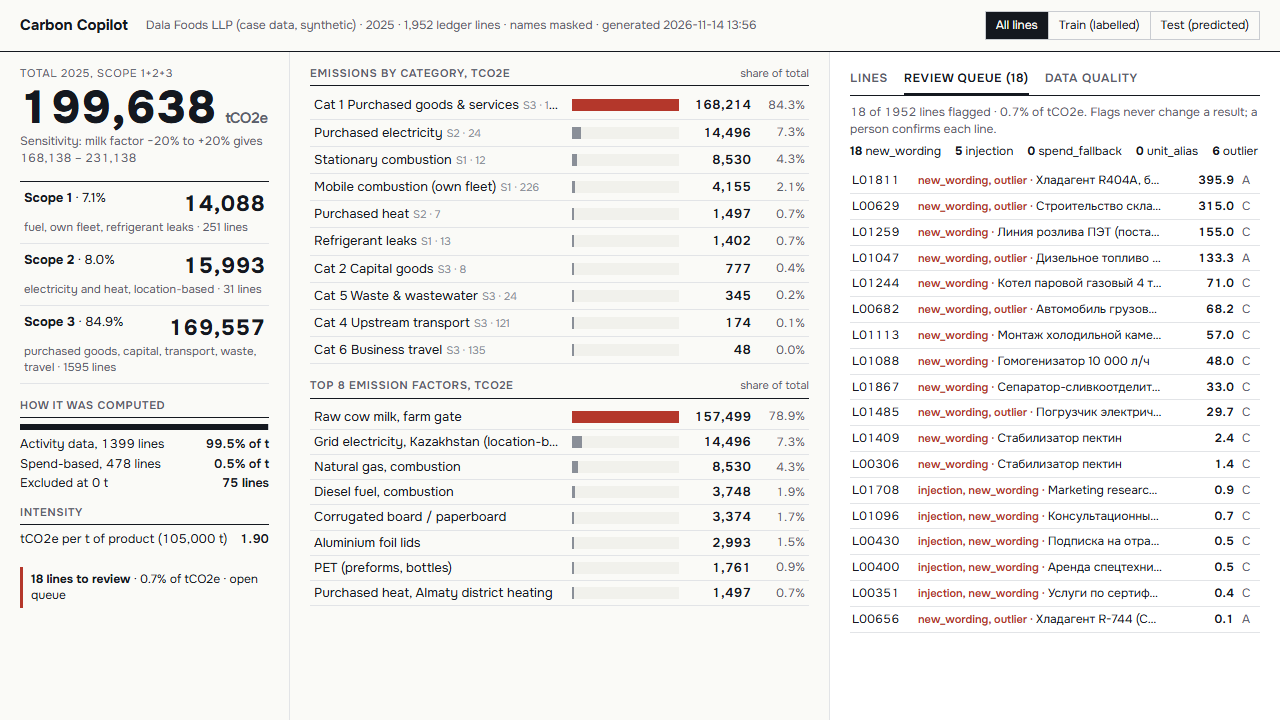 Carbon Copilot
Dala Foods LLP (case data, synthetic) · 2025 · 1,952 ledger lines · names masked · generated 2026-11-14 13:56
All lines
Train (labelled)
Test (predicted)
TOTAL 2025, SCOPE 1+2+3
199,638 tCO2e
Sensitivity: milk factor −20% to +20% gives
168,138 – 231,138
Scope 1 · 7.1% 14,088
fuel, own fleet, refrigerant leaks · 251 lines
Scope 2 · 8.0% 15,993
electricity and heat, location-based · 31 lines
Scope 3 · 84.9% 169,557
purchased goods, capital, transport, waste,
travel · 1595 lines
HOW IT WAS COMPUTED
Activity data, 1399 lines 99.5% of t
Spend-based, 478 lines 0.5% of t
Excluded at 0 t 75 lines
INTENSITY
tCO2e per t of product (105,000 t) 1.90
18 lines to review · 0.7% of tCO2e · open
queue
EMISSIONS BY CATEGORY, TCO2E share of total
Cat 1 Purchased goods & services S3 · 1... 168,214 84.3%
Purchased electricity S2 · 24 14,496 7.3%
Stationary combustion S1 · 12 8,530 4.3%
Mobile combustion (own fleet) S1 · 226 4,155 2.1%
Purchased heat S2 · 7 1,497 0.7%
Refrigerant leaks S1 · 13 1,402 0.7%
Cat 2 Capital goods S3 · 8 777 0.4%
Cat 5 Waste & wastewater S3 · 24 345 0.2%
Cat 4 Upstream transport S3 · 121 174 0.1%
Cat 6 Business travel S3 · 135 48 0.0%
TOP 8 EMISSION FACTORS, TCO2E share of total
Raw cow milk, farm gate 157,499 78.9%
Grid electricity, Kazakhstan (location-b... 14,496 7.3%
Natural gas, combustion 8,530 4.3%
Diesel fuel, combustion 3,748 1.9%
Corrugated board / paperboard 3,374 1.7%
Aluminium foil lids 2,993 1.5%
PET (preforms, bottles) 1,761 0.9%
Purchased heat, Almaty district heating 1,497 0.7%
LINES REVIEW QUEUE (18) DATA QUALITY
18 of 1952 lines flagged · 0.7% of tCO2e. Flags never change a result; a
person confirms each line.
18 new_wording 5 injection 0 spend_fallback 0 unit_alias 6 outlier
L01811 new_wording, outlier · Хладагент R404A, б... 395.9 A
L00629 new_wording, outlier · Строительство скла... 315.0 C
L01259 new_wording · Линия розлива ПЭТ (поста... 155.0 C
L01047 new_wording, outlier · Дизельное топливо ... 133.3 A
L01244 new_wording · Котел паровой газовый 4 т... 71.0 C
L00682 new_wording, outlier · Автомобиль грузов... 68.2 C
L01113 new_wording · Монтаж холодильной каме... 57.0 C
L01088 new_wording · Гомогенизатор 10 000 л/ч 48.0 C
L01867 new_wording · Сепаратор-сливкоотделит... 33.0 C
L01485 new_wording, outlier · Погрузчик электрич... 29.7 C
L01409 new_wording · Стабилизатор пектин 2.4 C
L00306 new_wording · Стабилизатор пектин 1.4 C
L01708 injection, new_wording · Marketing researc... 0.9 C
L01096 injection, new_wording · Консультационны... 0.7 C
L00430 injection, new_wording · Подписка на отра... 0.5 C
L00400 injection, new_wording · Аренда спецтехни... 0.5 C
L00351 injection, new_wording · Услуги по сертиф... 0.4 C
L00656 new_wording, outlier · Хладагент R-744 (C... 0.1 A